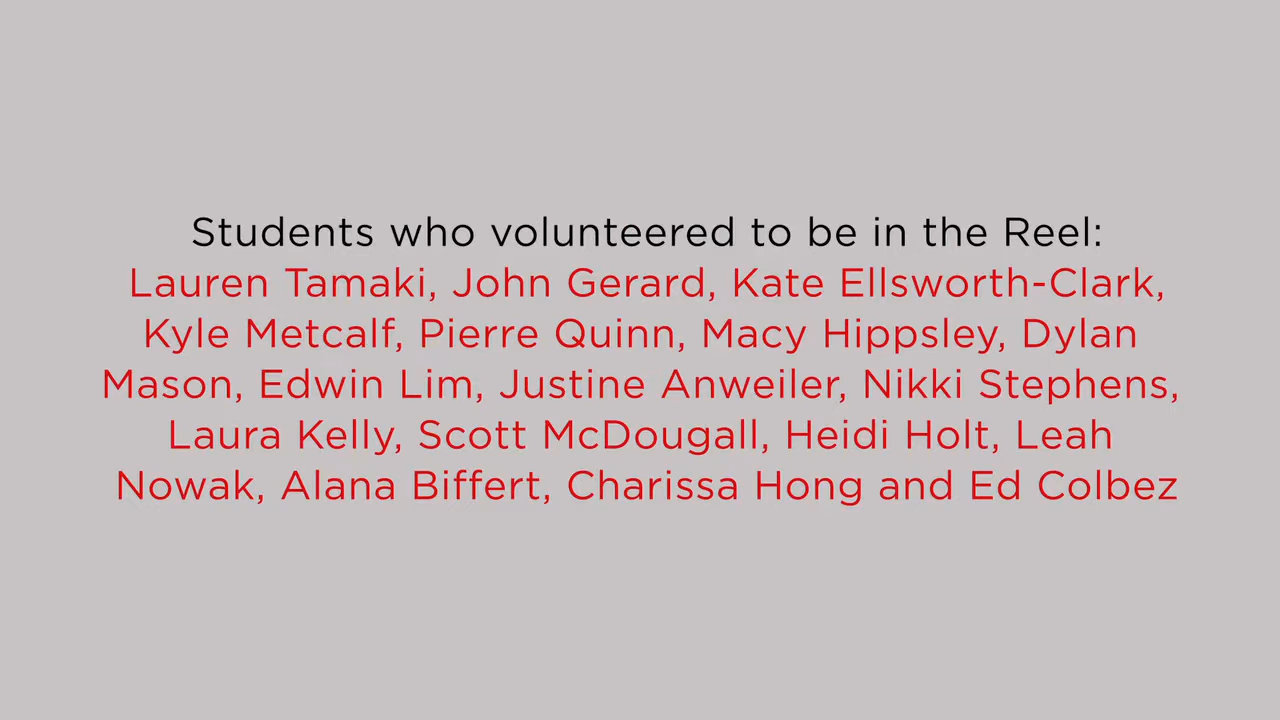 Students who volunteered to be in the Reel:
Lauren Tamaki, John Gerard, Kate Ellsworth-Clark,
Kyle Metcalf, Pierre Quinn, Macy Hippsley, Dylan
Mason, Edwin Lim, Justine Anweiler, Nikki Stephens,
Laura Kelly, Scott McDougall, Heidi Holt, Leah
Nowak, Alana Biffert, Charissa Hong and Ed Colbez